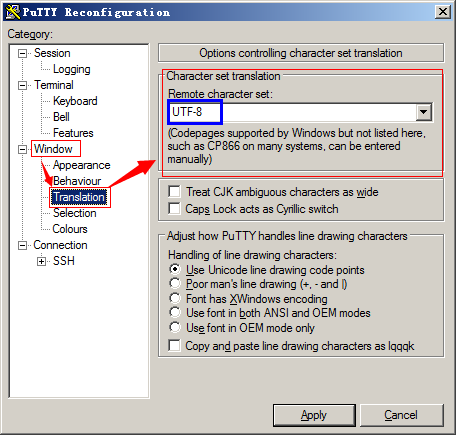 PuTTY Reconfiguration
Category:
Session
Logging
Terminal
Keyboard
Bell
Features
Window
Appearance
Behaviour
Translation
Selection
Colours
Connection
SSH
Options controlling character set translation
Character set translation
Remote character set:
UTF-8
(Codepages supported by Windows but not listed here,
such as CP866 on many systems, can be entered
manually)
Treat CJK ambiguous characters as wide
Caps Lock acts as Cyrillic switch
Adjust how PuTTY handles line drawing characters
Handling of line drawing characters:
Use Unicode line drawing code points
Poor man's line drawing (+, - and |)
Font has XWindows encoding
Use font in both ANSI and OEM modes
Use font in OEM mode only
Copy and paste line drawing characters as lqqqk
Apply
Cancel